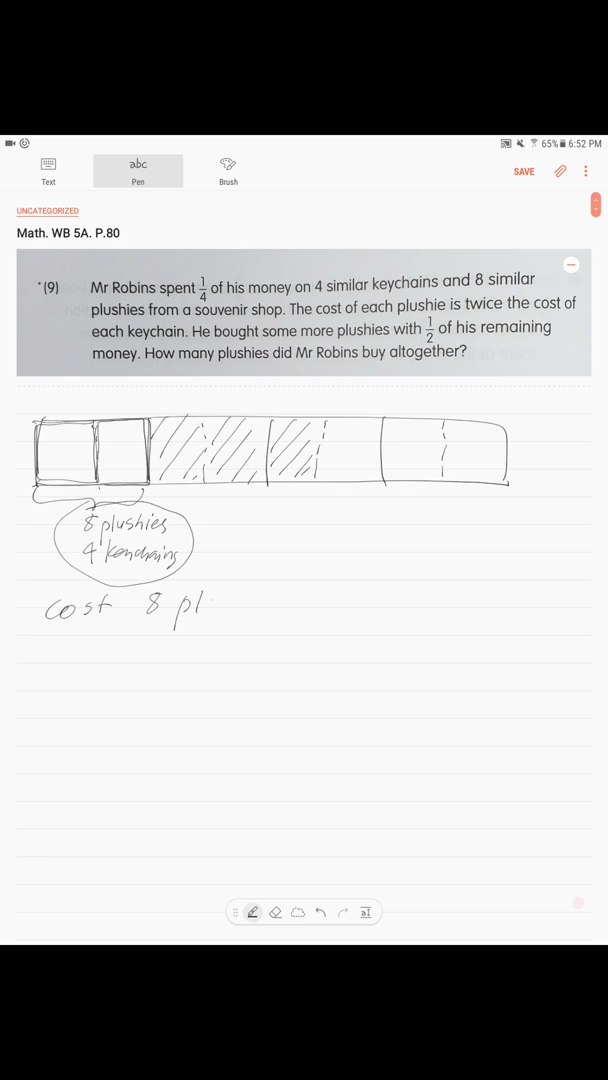 65% 6:52 PM
Text
abc
Pen
Brush
SAVE
UNCATEGORIZED
Math. WB 5A. P.80
*(9) Mr Robins spent 1/4 of his money on 4 similar keychains and 8 similar
plushies from a souvenir shop. The cost of each plushie is twice the cost of
each keychain. He bought some more plushies with 1/2 of his remaining
money. How many plushies did Mr Robins buy altogether?
8 plushies
4 kenchains
cost 8 pl
aI